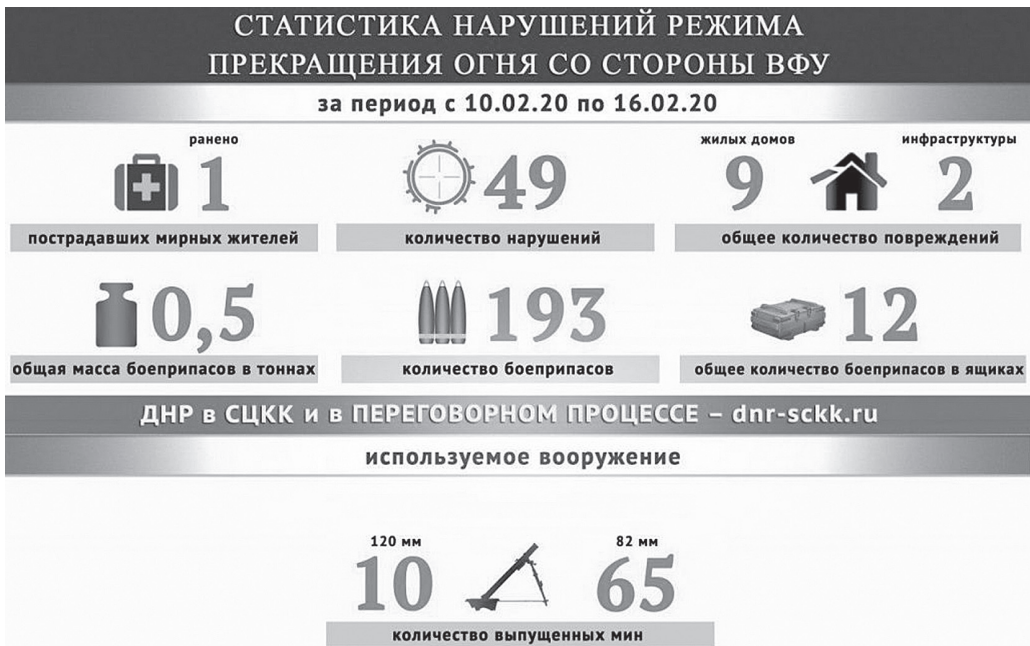 СТАТИСТИКА НАРУШЕНИЙ РЕЖИМА
ПРЕКРАЩЕНИЯ ОГНЯ СО СТОРОНЫ ВФУ
за период с 10.02.20 по 16.02.20
ранено
1
пострадавших мирных жителей
49
количество нарушений
жилых домов
9
инфраструктуры
2
общее количество повреждений
0,5
общая масса боеприпасов в тоннах
193
количество боеприпасов
12
общее количество боеприпасов в ящиках
ДНР в СЦКК и в ПЕРЕГОВОРНОМ ПРОЦЕССЕ – dnr-sckk.ru
используемое вооружение
120 мм
10
82 мм
65
количество выпущенных мин